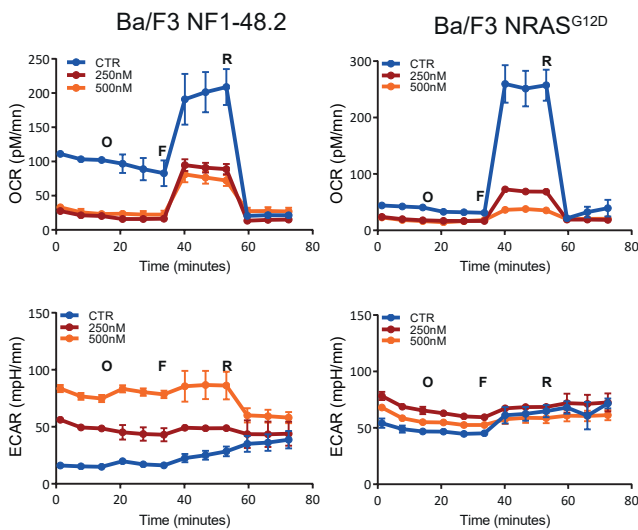 Ba/F3 NF1-48.2
Ba/F3 NRASG12D
250
200
150
100
50
0
OCR (pM/mn)
CTR
250nM
500nM
O
F
R
0
20
40
60
80
Time (minutes)
300
200
100
0
OCR (pM/mn)
CTR
250nM
500nM
O
F
R
0
20
40
60
80
Time (minutes)
150
100
50
0
ECAR (mpH/mn)
CTR
250nM
500nM
O
F
R
0
20
40
60
80
Time (minutes)
150
100
50
0
ECAR (mpH/mn)
CTR
250nM
500nM
O
F
R
0
20
40
60
80
Time (minutes)